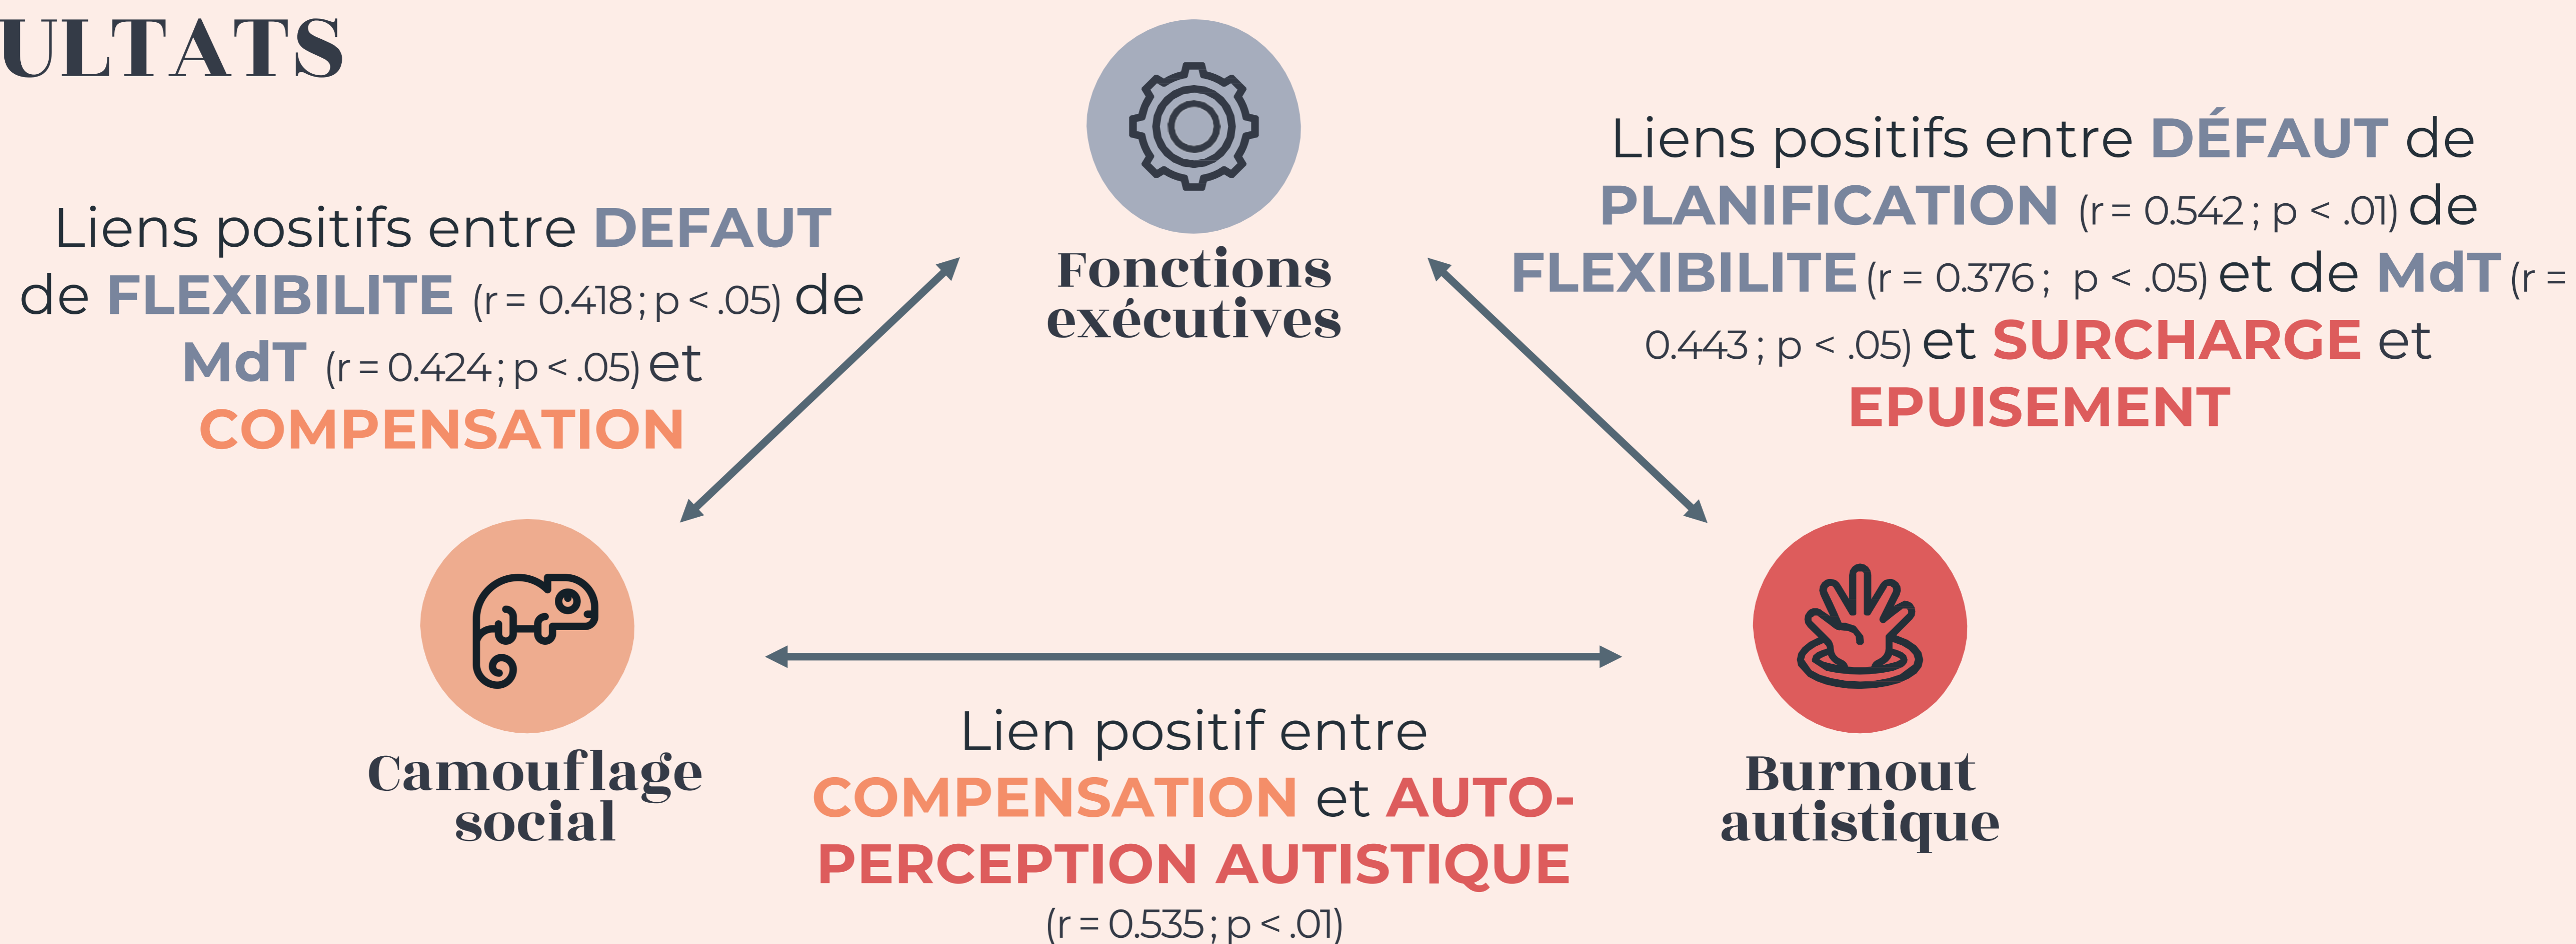 ULTATS
Liens positifs entre DEFAUT
de FLEXIBILITE (r = 0.418 ; p < .05) de
MdT (r = 0.424 ; p < .05) et
COMPENSATION
Fonctions
exécutives
Liens positifs entre DÉFAUT de
PLANIFICATION (r = 0.542 ; p < .01) de
FLEXIBILITE (r = 0.376 ; p < .05) et de MdT (r =
0.443 ; p < .05) et SURCHARGE et
EPUISEMENT
Camouflage
social
Lien positif entre
COMPENSATION et AUTO-
PERCEPTION AUTISTIQUE
(r = 0.535 ; p < .01)
Burnout
autistique